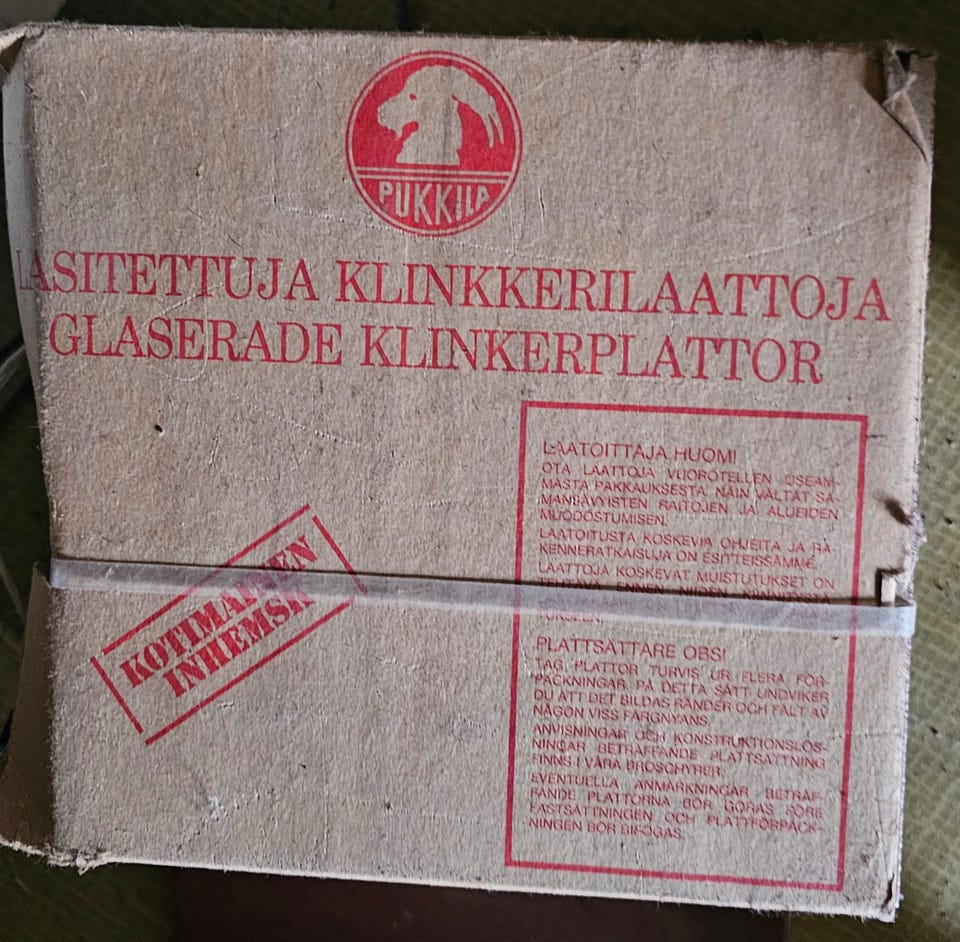 PUKKILA
LASITETTUJA KLINKKERILAATTOJA
GLASERADE KLINKERPLATTOR
LAATOITTAJA HUOM!
OTA LAATTOJA VUOROTELLEN USEAM-
MASTA PAKKAUKSESTA. NÄIN VÄLTÄT SA-
MANSÄVYISTEN RAITOJEN JA ALUEIDEN
MUODOSTUMISEN.
LAATOITUSTA KOSKEVIA OHJEITA JA RA-
KENNERATKAISUJA ON ESITTEISSÄMME.
LAATTOJA KOSKEVAT MUISTUTUKSET ON
TEHTÄVÄ ENNEN NIIDEN KIINNITYSTÄ
KOTIMAINEN
INHEMSK
PLATTSÄTTARE OBS!
TAG PLATTOR TURVIS UR FLERA FÖR-
PACKNINGAR. PÅ DETTA SÄTT UNDVIKER
DU ATT DET BILDAS RÄNDER OCH FÄLT AV
NÅGON VISS FÄRGNYANS.
ANVISNINGAR OCH KONSTRUKTIONSLÖS-
NINGAR BETRÄFFANDE PLATTSÄTTNING
FINNS I VÅRA BROSCHYRER.
EVENTUELLA ANMÄRKNINGAR BETRÄF-
FANDE PLATTORNA BÖR GÖRAS FÖRE
FASTSÄTTNINGEN OCH PLATTFÖRPACK-
NINGEN BÖR BIFOGAS.